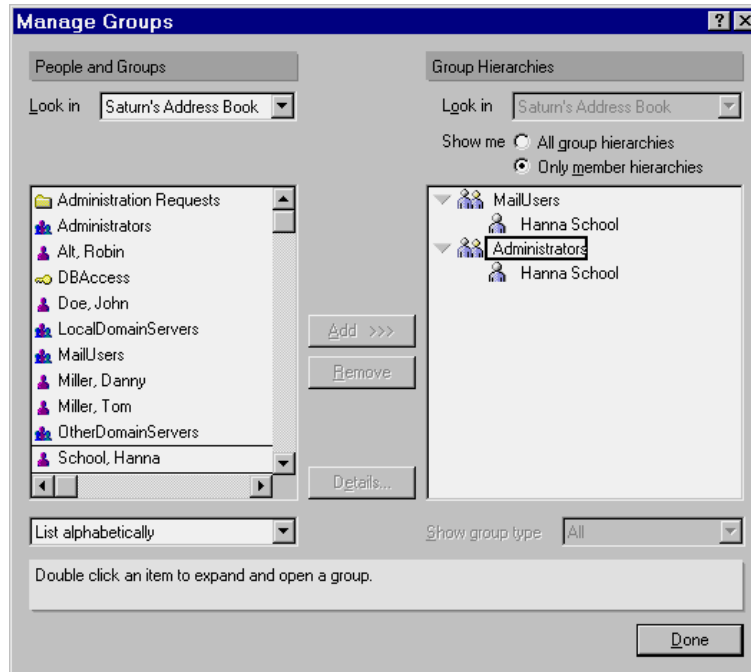 Manage Groups
People and Groups
Look in Saturn's Address Book
Administration Requests
Administrators
Alt, Robin
DBAccess
Doe, John
LocalDomainServers
MailUsers
Miller, Danny
Miller, Tom
OtherDomainServers
School, Hanna
List alphabetically
Add >>>
Remove
Details...
Group Hierarchies
Look in Saturn's Address Book
Show me All group hierarchies
Only member hierarchies
MailUsers
Hanna School
Administrators
Hanna School
Show group type All
Double click an item to expand and open a group.
Done